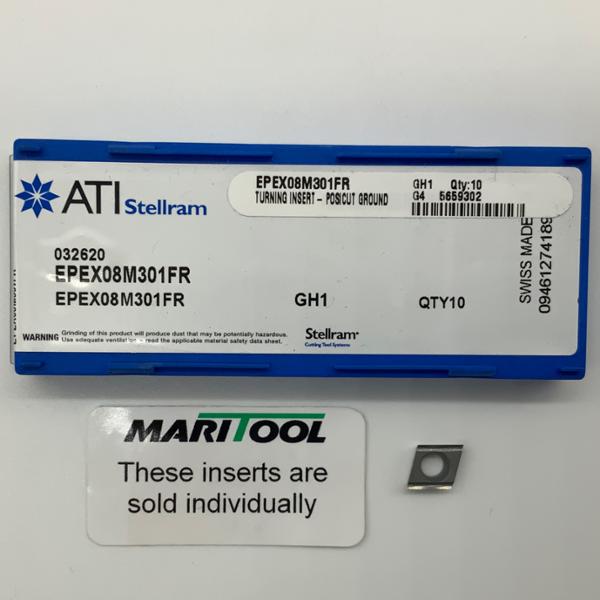 ATI Stellram
EPEX08M301FR GH1 Qty:10
TURNING INSERT - POSICUT GROUND G4 5659302
032620
EPEX08M301FR
EPEX08M301FR GH1 QTY10
SWISS MADE
09461274189
WARNING Grinding of this product will produce dust that may be potentially hazardous.
Use adequate ventilation - read the applicable material safety data sheet.
Stellram
Cutting Tool Systems
MARITOOL
These inserts are
sold individually